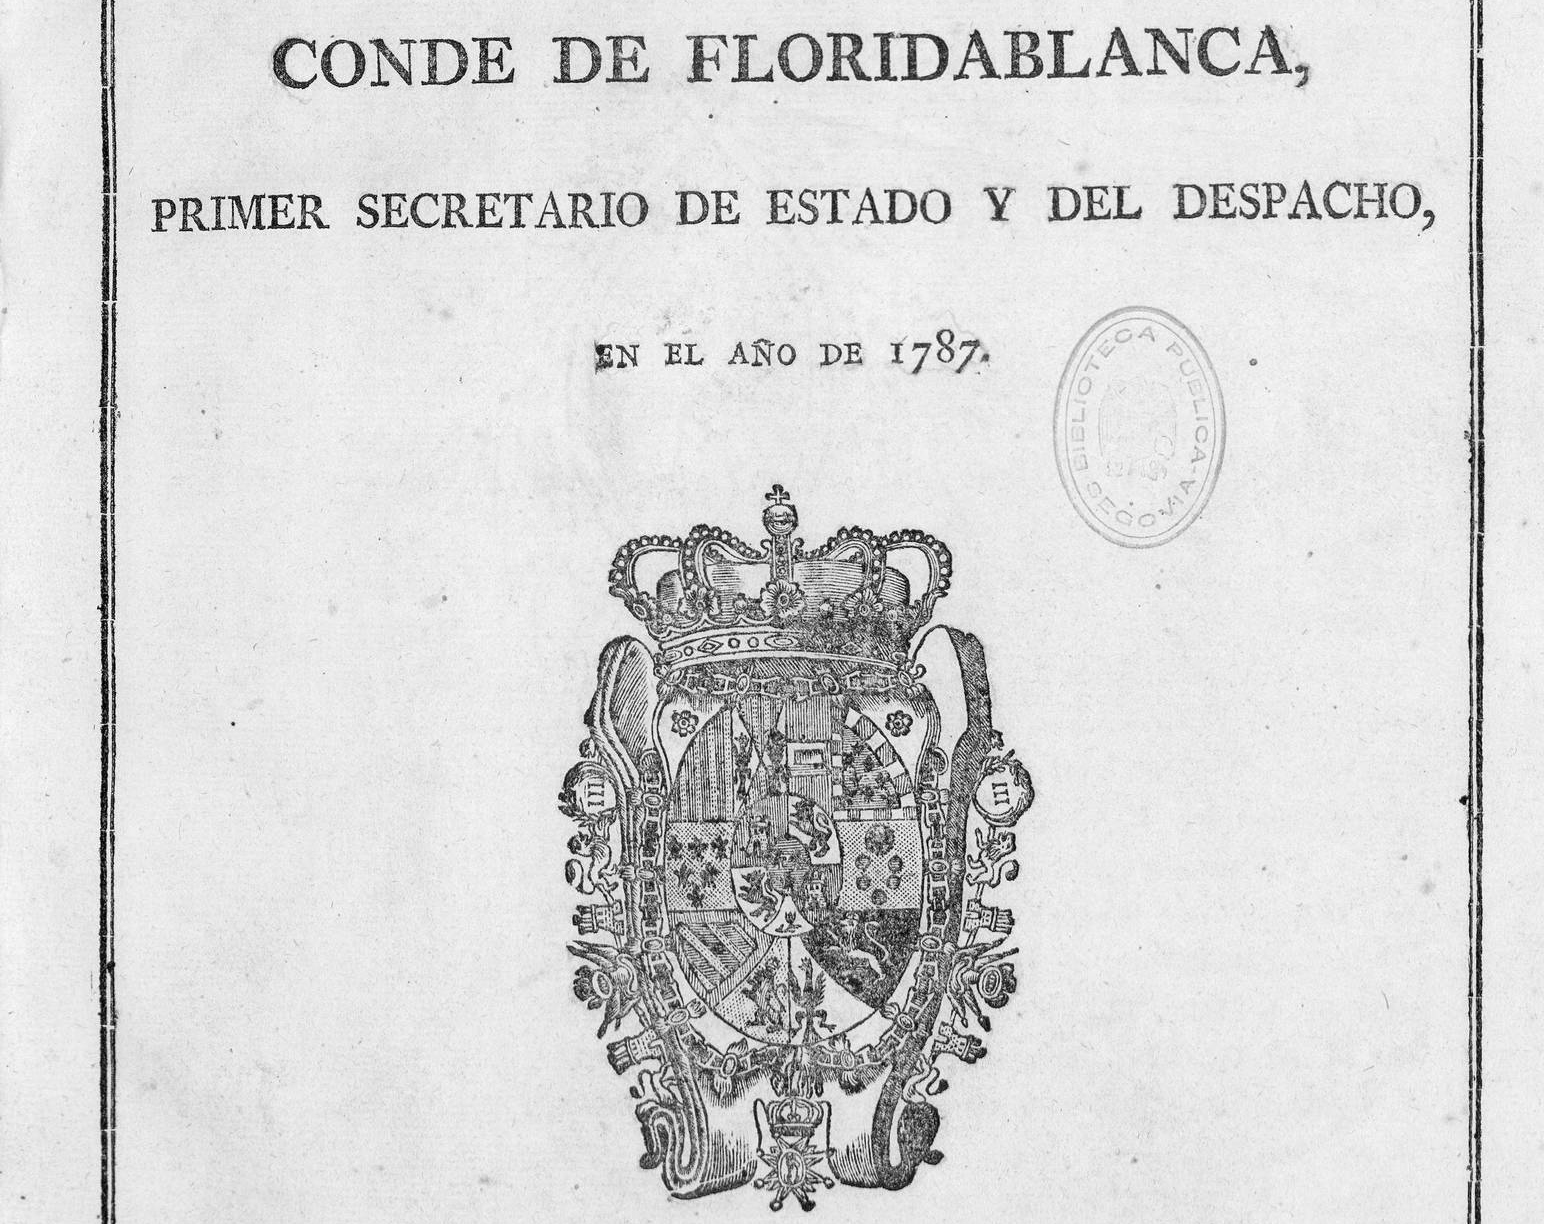 CONDE DE FLORIDABLANCA,
PRIMER SECRETARIO DE ESTADO Y DEL DESPACHO,
EN EL AÑO DE 1787.
BIBLIOTECA PUBLICA-SEGOVIA-
III
III